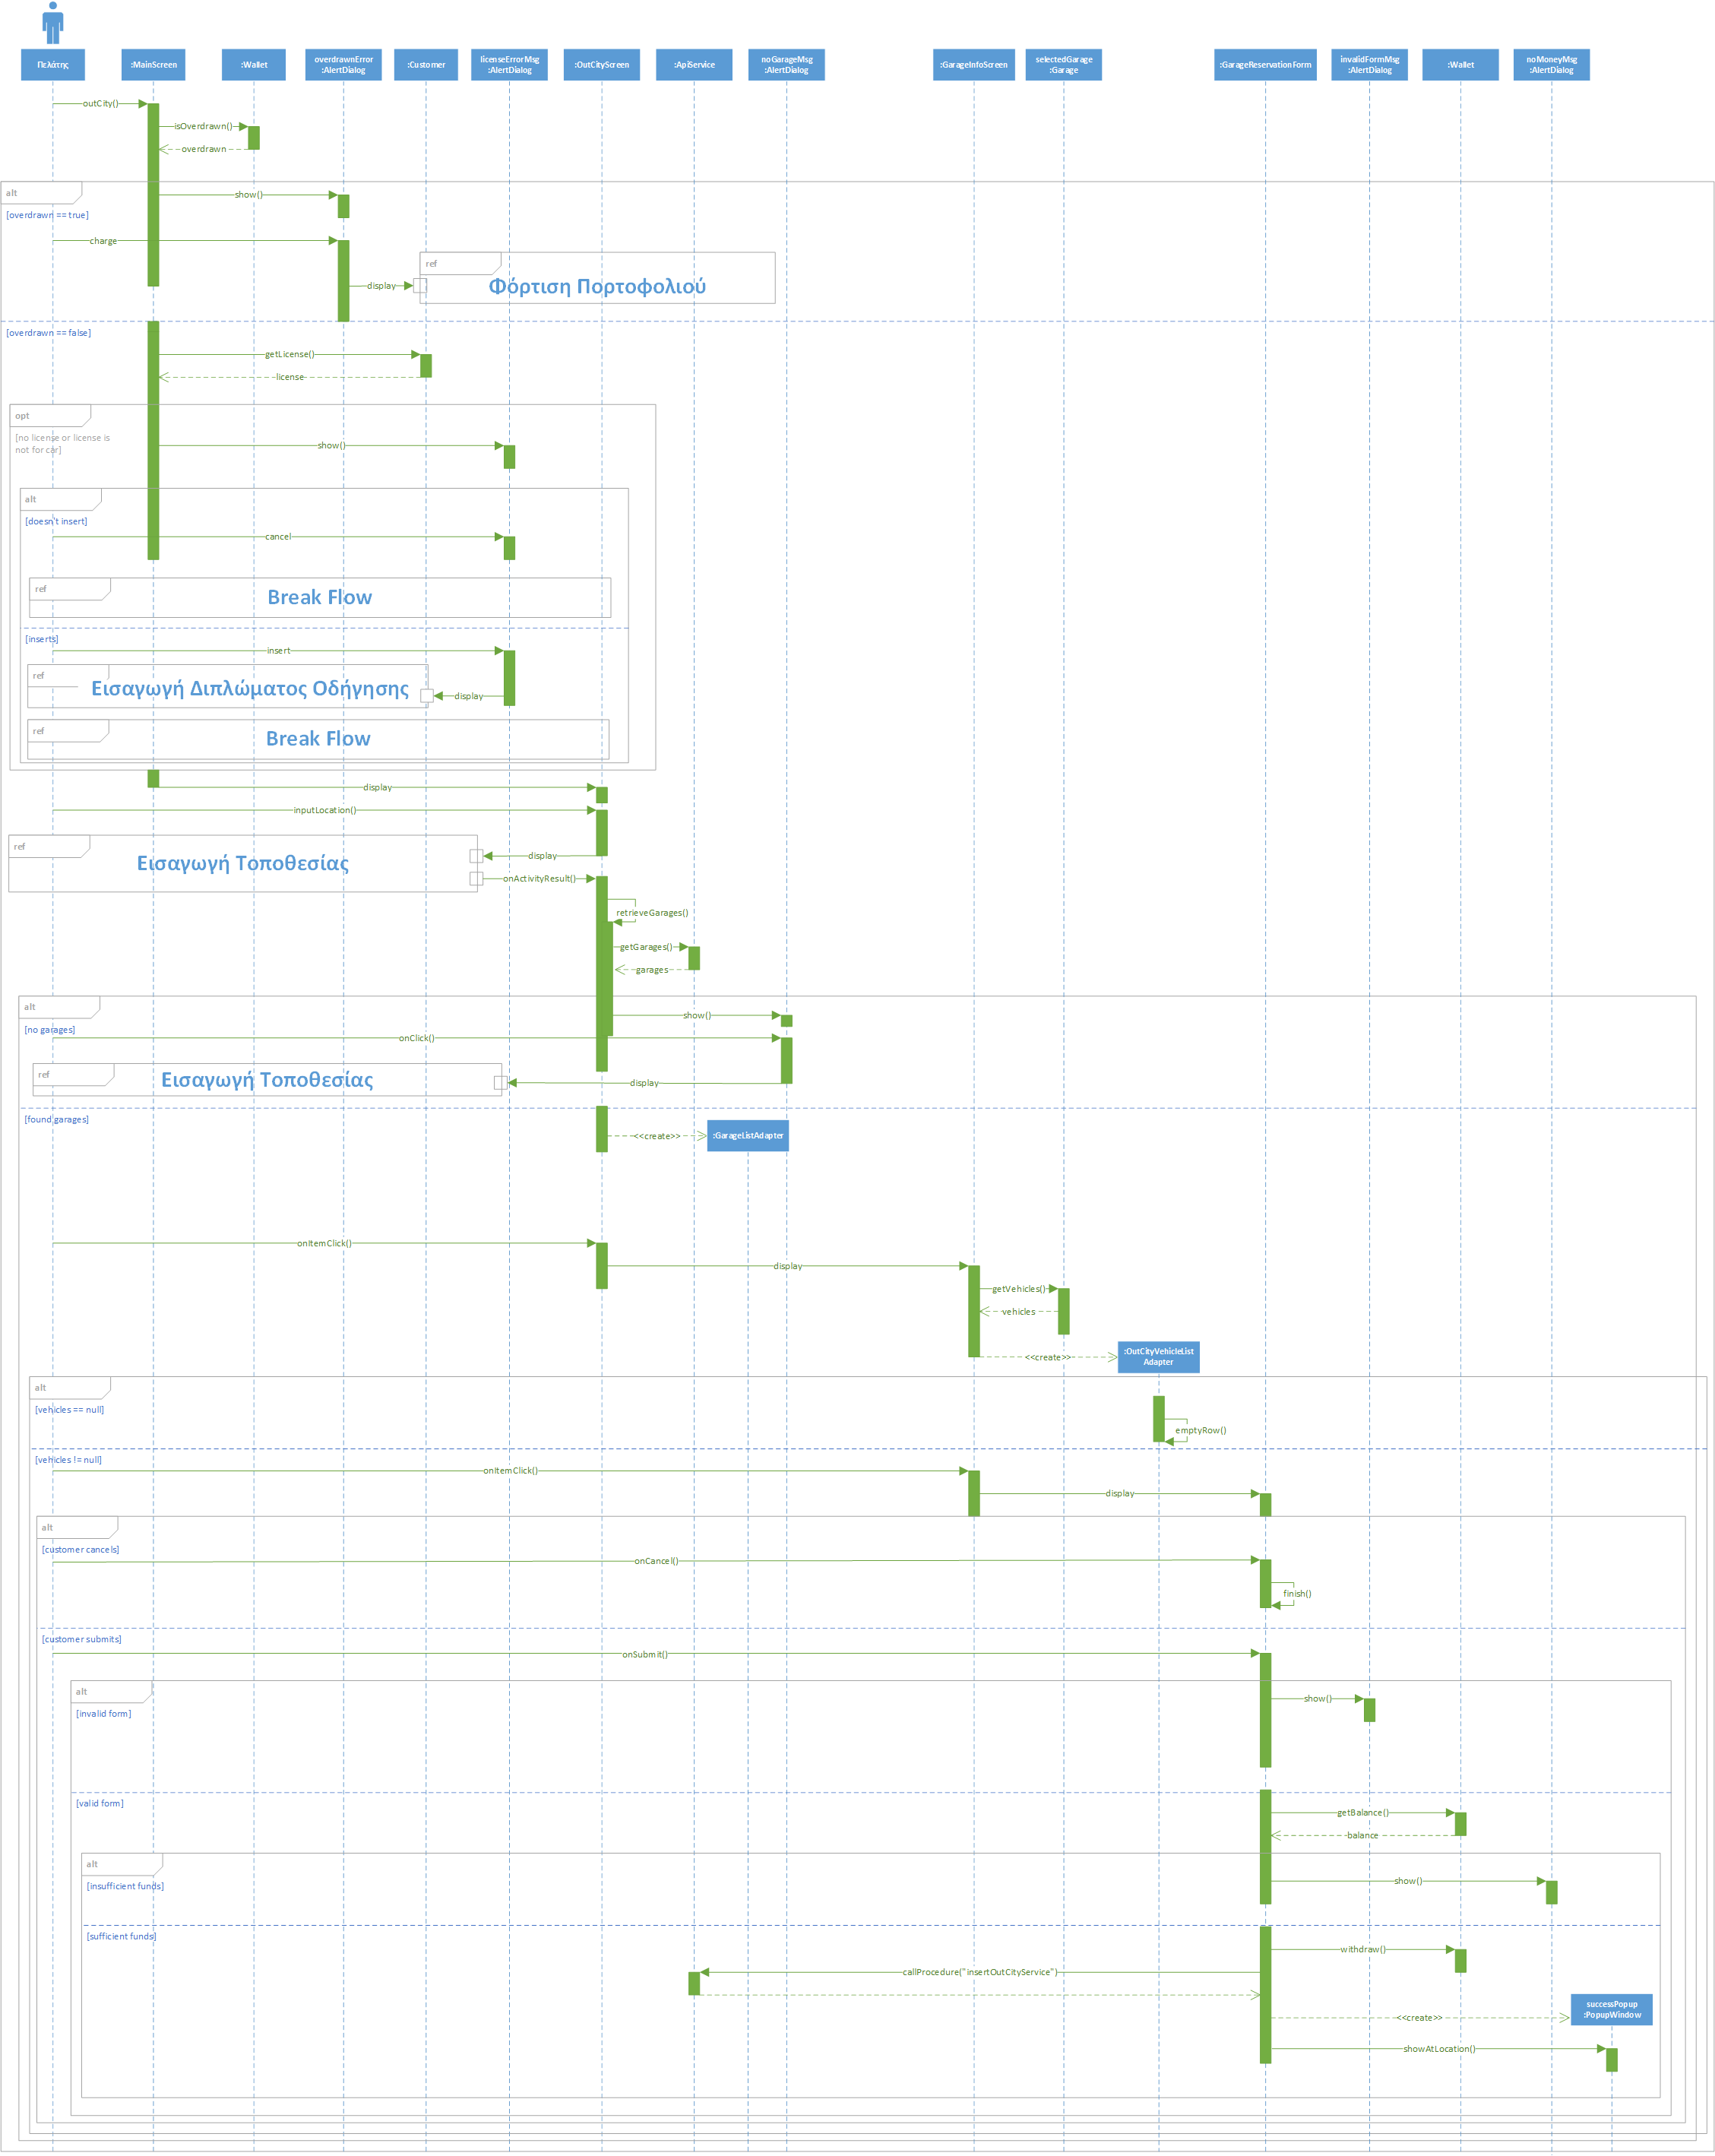 Πελάτης
:MainScreen
:Wallet
overdrawnError
:AlertDialog
:Customer
licenseErrorMsg
:AlertDialog
:OutCityScreen
:ApiService
noGarageMsg
:AlertDialog
:GarageInfoScreen
selectedGarage
:Garage
:GarageReservationForm
invalidFormMsg
:AlertDialog
:Wallet
noMoneyMsg
:AlertDialog
outCity()
isOverdrawn()
overdrawn
alt
show()
[overdrawn == true]
charge
ref
display
Φόρτιση Πορτοφολιού
[overdrawn == false]
getLicense()
license
opt
[no license or license is
not for car]
show()
alt
[doesn't insert]
cancel
ref
Break Flow
[inserts]
insert
ref
Εισαγωγή Διπλώματος Οδήγησης
display
ref
Break Flow
display
inputLocation()
ref
Εισαγωγή Τοποθεσίας
display
onActivityResult()
retrieveGarages()
getGarages()
garages
alt
show()
[no garages]
onClick()
ref
Εισαγωγή Τοποθεσίας
display
[found garages]
<<create>>
:GarageListAdapter
onItemClick()
display
getVehicles()
vehicles
<<create>>
:OutCityVehicleList
Adapter
alt
[vehicles == null]
emptyRow()
[vehicles != null]
onItemClick()
display
alt
[customer cancels]
onCancel()
finish()
[customer submits]
onSubmit()
alt
show()
[invalid form]
[valid form]
getBalance()
balance
alt
show()
[insufficient funds]
[sufficient funds]
withdraw()
callProcedure("insertOutCityService")
successPopup
:PopupWindow
<<create>>
showAtLocation()